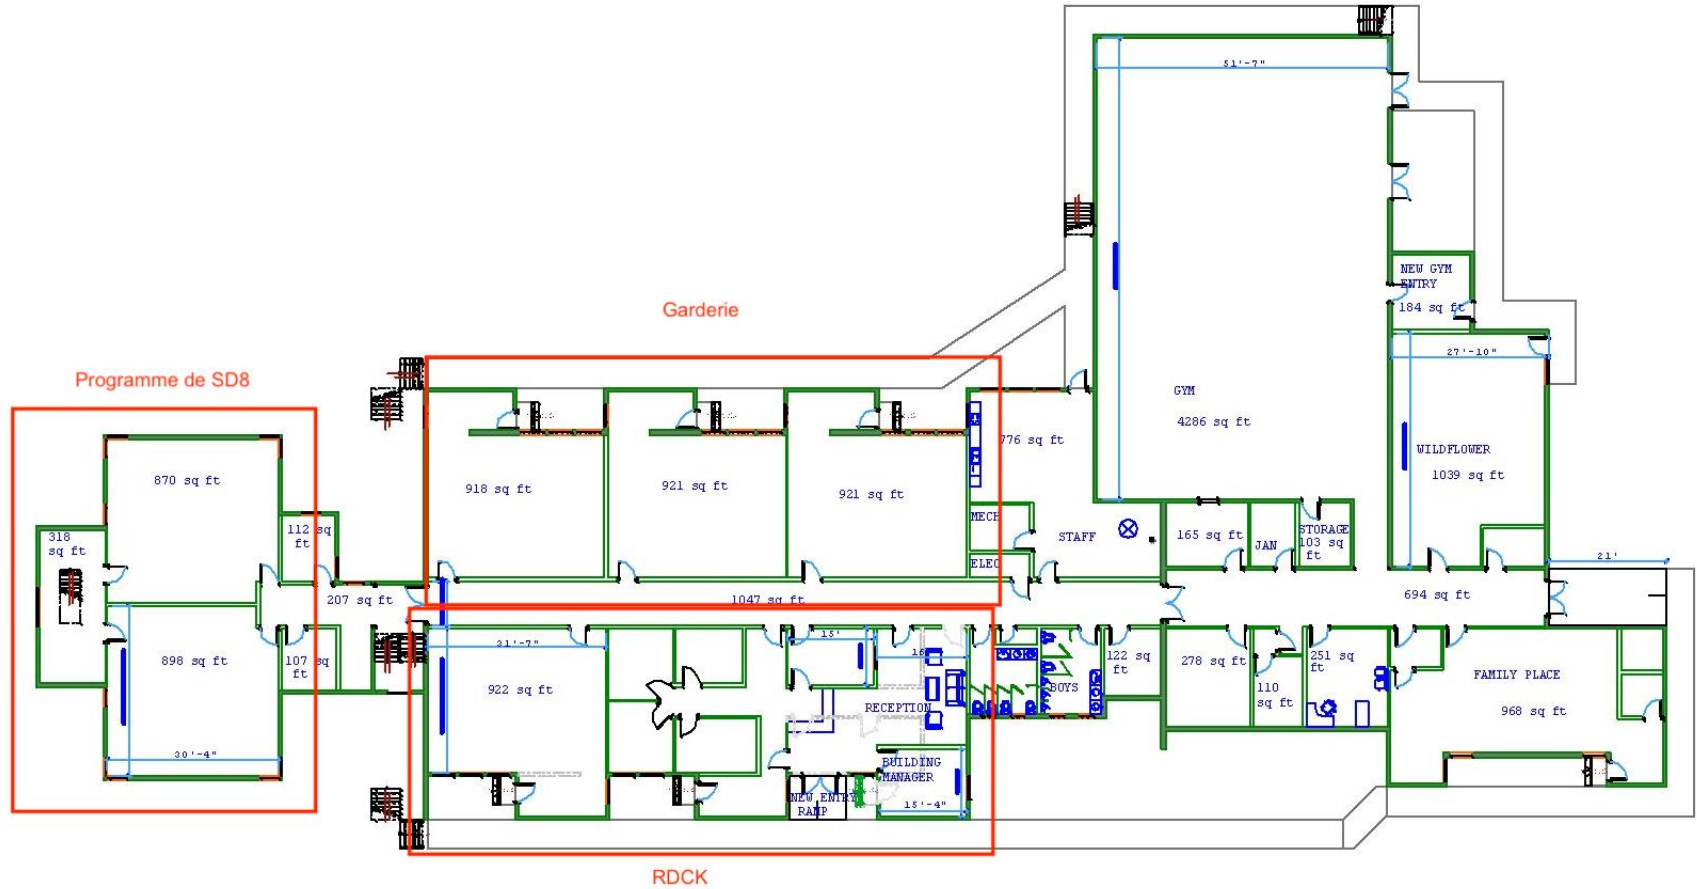 51'-7"
NEW GYM
ENTRY
184 sq ft
Garderie
27'-10"
Programme de SD8
GYM
4286 sq ft
776 sq ft
WILDFLOWER
1039 sq ft
870 sq ft
918 sq ft
921 sq ft
921 sq ft
318
sq ft
112 sq
ft
MECH
STAFF
165 sq ft
JAN
STORAGE
103 sq
ft
ELEC
21'
207 sq ft
1047 sq ft
694 sq ft
31'-7"
15'
898 sq ft
107 sq
ft
922 sq ft
RECEPTION
BOYS
122 sq
ft
278 sq ft
110
sq ft
251 sq
ft
FAMILY PLACE
968 sq ft
30'-4"
BUILDING
MANAGER
NEW ENTRY
RAMP
15'-4"
RDCK